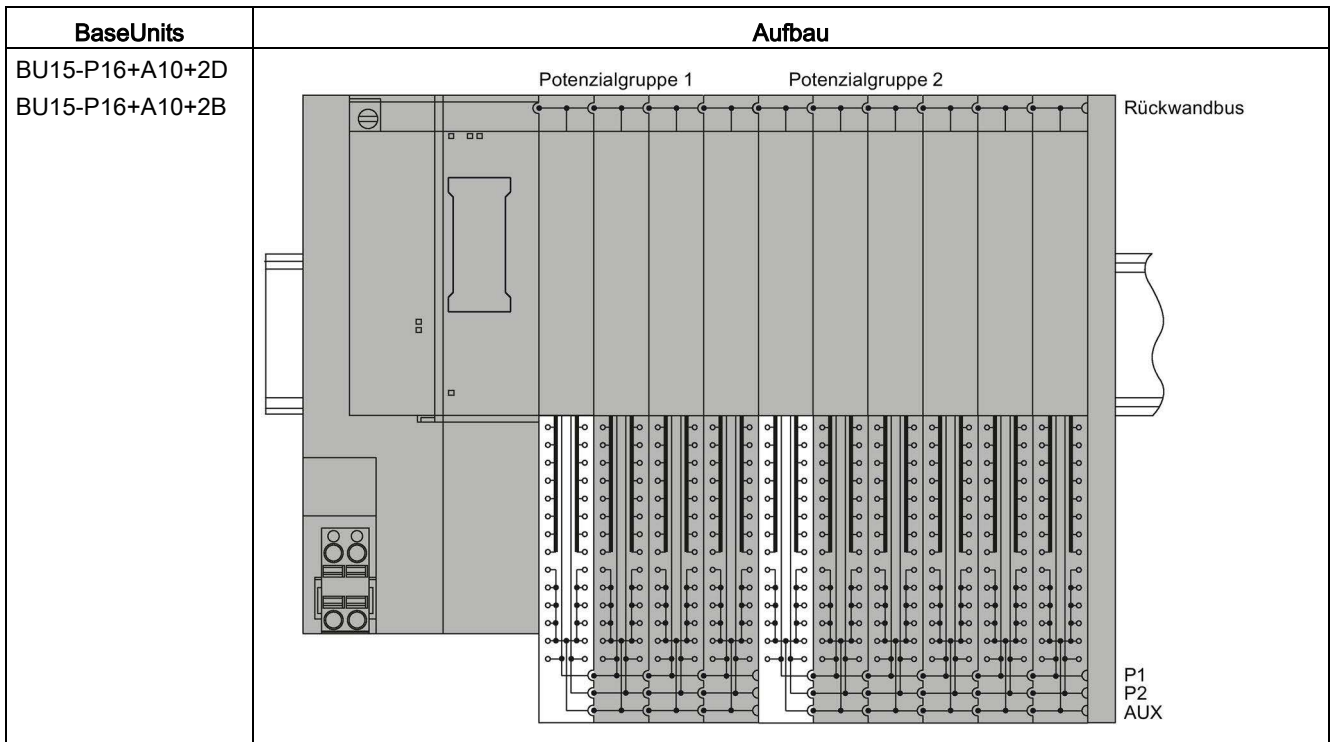 BaseUnits
Aufbau
BU15-P16+A10+2D
BU15-P16+A10+2B
Potenzialgruppe 1
Potenzialgruppe 2
Rückwandbus
P1
P2
AUX